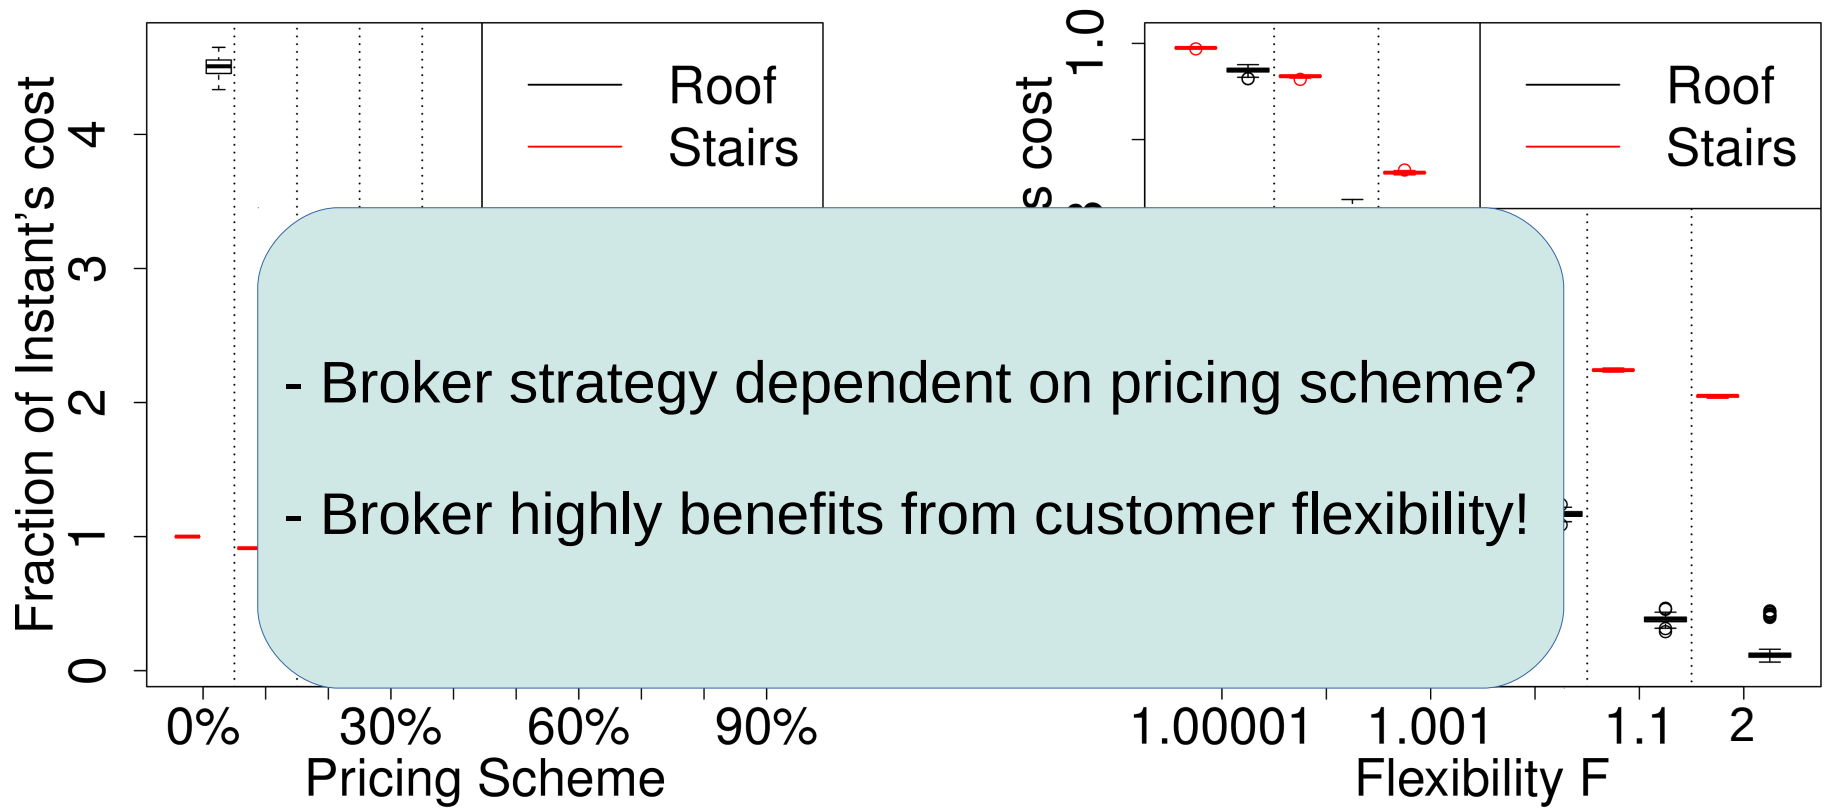 Fraction of Instant's cost
4
3
2
1
0
Roof
Stairs
0%
30%
60%
90%
Pricing Scheme
s cost
1.0
Roof
Stairs
1.00001
1.001
1.1
2
Flexibility F
- Broker strategy dependent on pricing scheme?
- Broker highly benefits from customer flexibility!